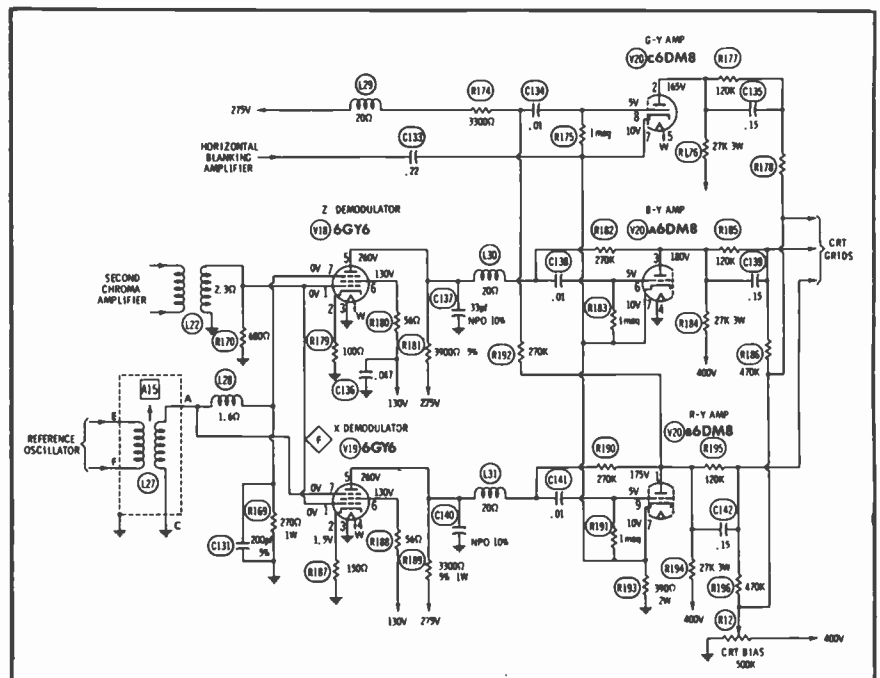 G-Y AMP
V20 c6DM8
R177
L29
R174
C134
2
165V
120K
C135
275V
20Ω
3300Ω
.01
5V
8
10V
7
5
W
.15
R175
1 meg
C133
.22
HORIZONTAL
BLANKING
AMPLIFIER
R176
27K 3W
R178
Z DEMODULATOR
V18 6GY6
B-Y AMP
V20 A6DM8
R182
270K
R185
120K
CRT
GRIDS
5
260V
0V
7
0V
1
130V
6
2
3
W
L30
20Ω
C138
.01
3
180V
5V
6
10V
7
4
C139
.15
SECOND
CHROMA
AMPLIFIER
2.3Ω
L22
R170
680Ω
C137
33pf
NPO 10%
R180
56Ω
R179
100Ω
R181
3900Ω 5%
C136
.047
R183
1 meg
R184
27K 3W
R192
270K
R186
470K
130V
275V
400V
A15
A
L28
1.6Ω
REFERENCE
OSCILLATOR
E
F
L27
C
X DEMODULATOR
V19 6GY6
R-Y AMP
V20 B6DM8
R190
270K
R195
120K
5
260V
0V
7
0V
1
130V
6
2
3
4
W
1.5V
L31
20Ω
C141
.01
175V
1
5V
9
10V
7
C142
.15
R169
270Ω
1W
C131
200pf
5%
C140
NPO 10%
R188
56Ω
R187
150Ω
R189
3300Ω
5% 1W
R191
1 meg
R193
390Ω
2W
R194
27K 3W
R196
470K
130V
275V
400V
R12
CRT BIAS
500K
400V